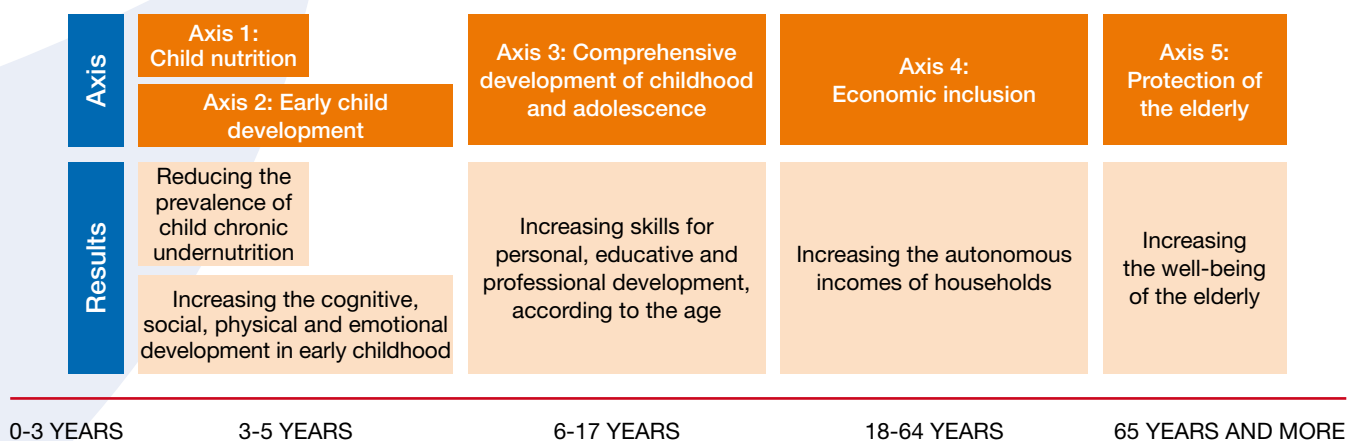 Axis
Axis 1:
Child nutrition
Axis 2: Early child
development
Axis 3: Comprehensive
development of childhood
and adolescence
Axis 4:
Economic inclusion
Axis 5:
Protection of
the elderly
Results
Reducing the
prevalence of
child chronic
undernutrition
Increasing the cognitive,
social, physical and emotional
development in early childhood
Increasing skills for
personal, educative and
professional development,
according to the age
Increasing the autonomous
incomes of households
Increasing
the well-being
of the elderly
0-3 YEARS
3-5 YEARS
6-17 YEARS
18-64 YEARS
65 YEARS AND MORE